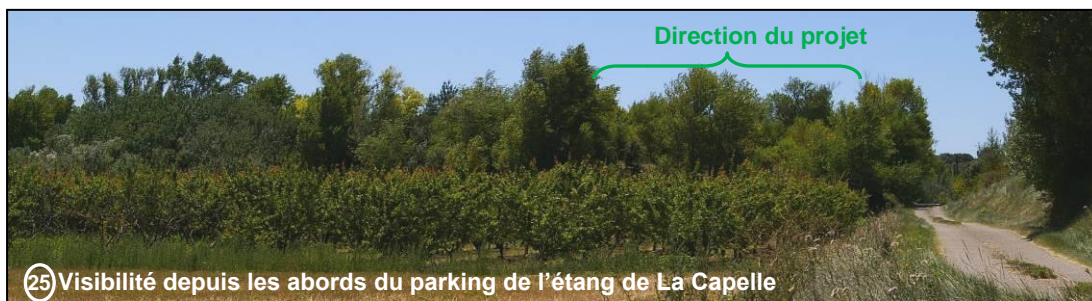 Direction du projet
25 Visibilité depuis les abords du parking de l'étang de La Capelle